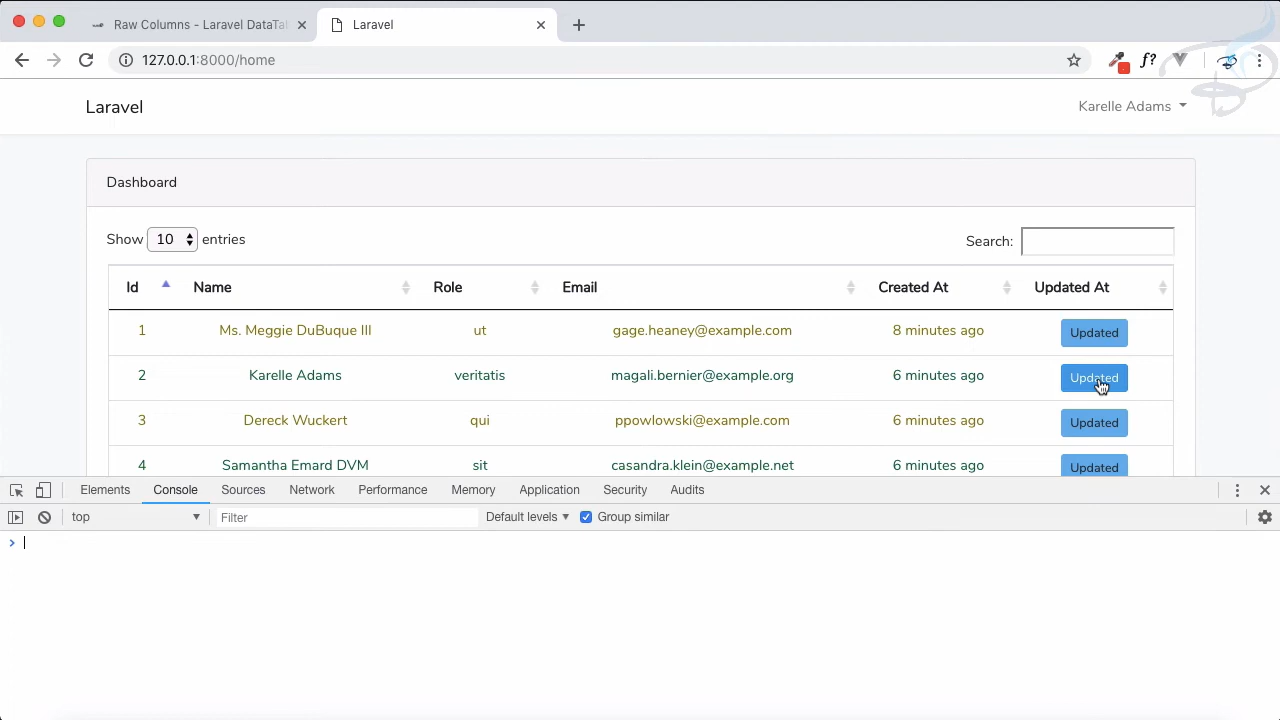 Raw Columns - Laravel DataTab
Laravel
127.0.0.1:8000/home
f?
Laravel
Karelle Adams
Dashboard
Show 10 entries
Search:
Id Name Role Email Created At Updated At
1 Ms. Meggie DuBuque III ut gage.heaney@example.com 8 minutes ago Updated
2 Karelle Adams veritatis magali.bernier@example.org 6 minutes ago Updated
3 Dereck Wuckert qui ppowlowski@example.com 6 minutes ago Updated
4 Samantha Emard DVM sit casandra.klein@example.net 6 minutes ago Updated
Elements Console Sources Network Performance Memory Application Security Audits
top Filter Default levels Group similar